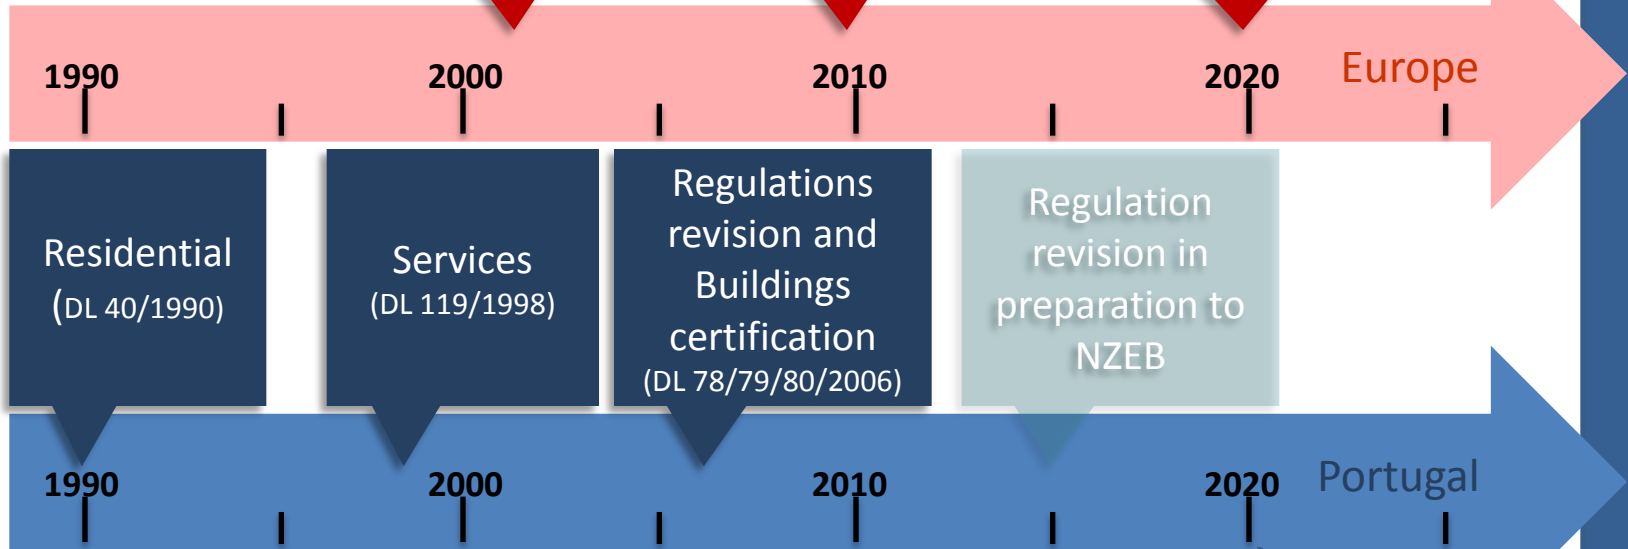 1990
2000
2010
2020
Europe
Residential
(DL 40/1990)
Services
(DL 119/1998)
Regulations
revision and
Buildings
certification
(DL 78/79/80/2006)
Regulation
revision in
preparation to
NZEB
1990
2000
2010
2020
Portugal